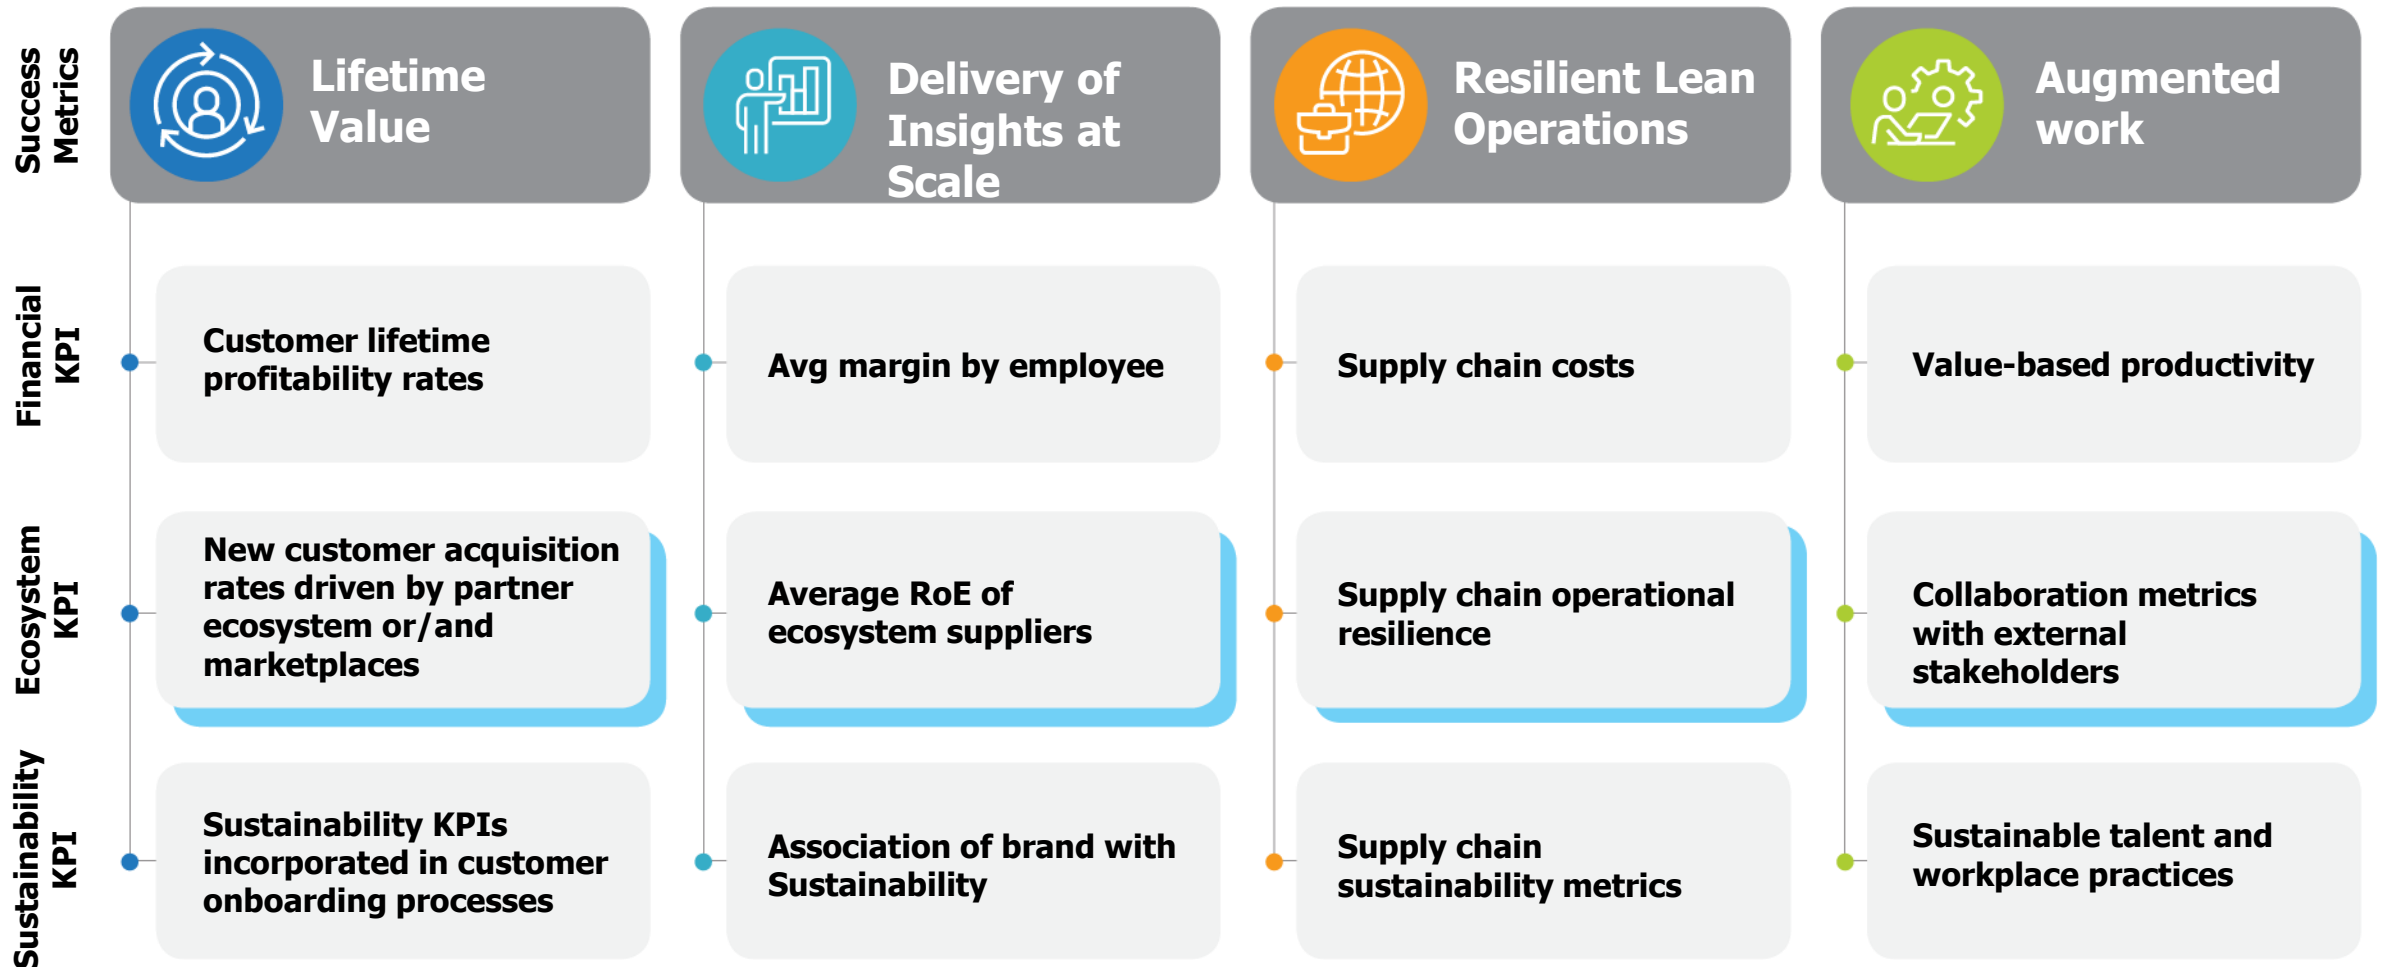 Success
Metrics
Lifetime
Value
Delivery of
Insights at
Scale
Resilient Lean
Operations
Augmented
work
Financial
KPI
Customer lifetime
profitability rates
Avg margin by employee
Supply chain costs
Value-based productivity
Ecosystem
KPI
New customer acquisition
rates driven by partner
ecosystem or/and
marketplaces
Average RoE of
ecosystem suppliers
Supply chain operational
resilience
Collaboration metrics
with external
stakeholders
Sustainability
KPI
Sustainability KPIs
incorporated in customer
onboarding processes
Association of brand with
Sustainability
Supply chain
sustainability metrics
Sustainable talent and
workplace practices